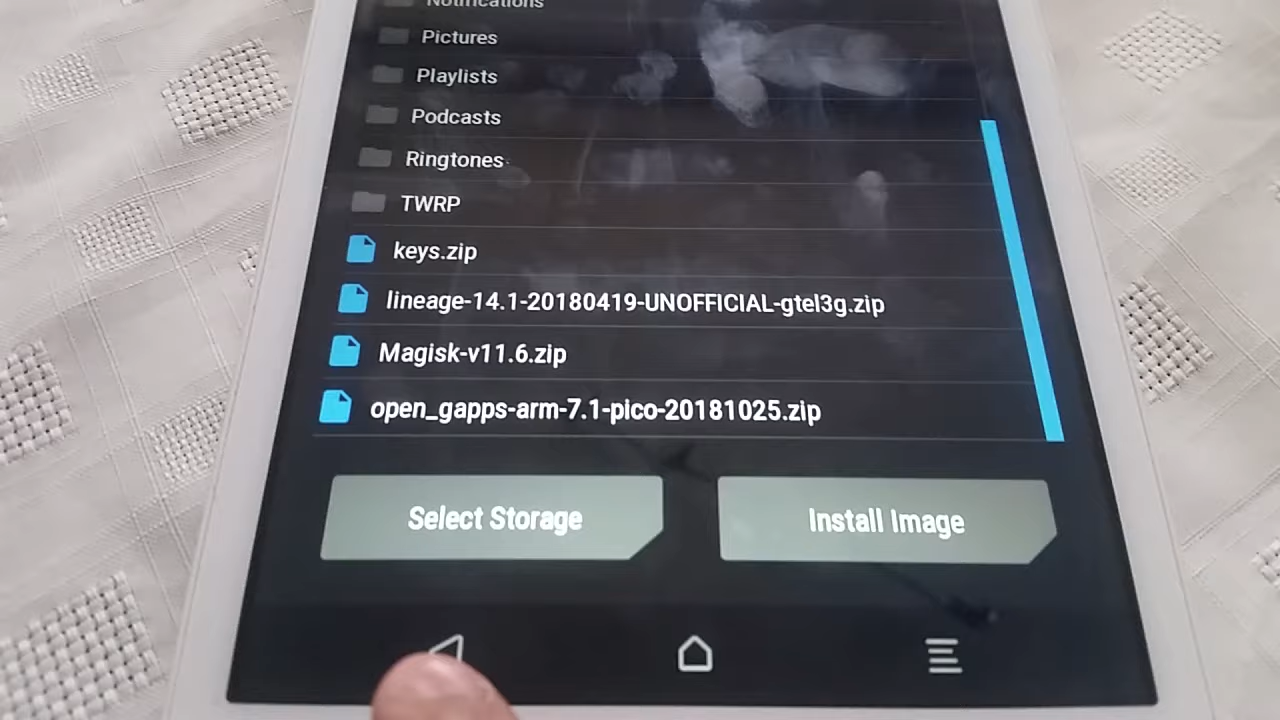 Notifications
Pictures
Playlists
Podcasts
Ringtones
TWRP
keys.zip
lineage-14.1-20180419-UNOFFICIAL-gtel3g.zip
Magisk-v11.6.zip
open_gapps-arm-7.1-pico-20181025.zip
Select Storage
Install Image